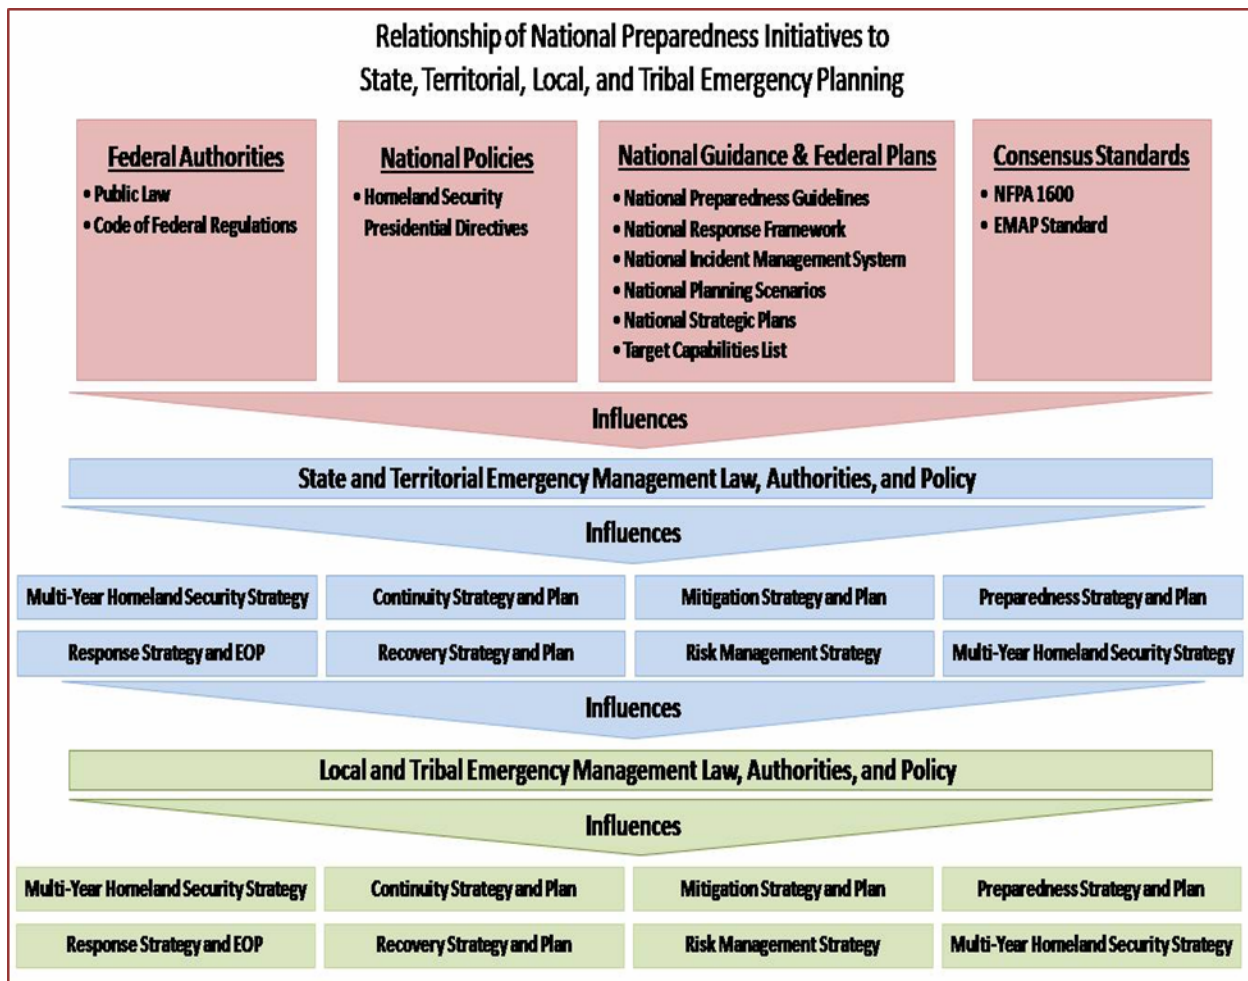 Relationship of National Preparedness Initiatives to
State, Territorial, Local, and Tribal Emergency Planning
Federal Authorities
• Public Law
• Code of Federal Regulations
National Policies
• Homeland Security
Presidential Directives
National Guidance & Federal Plans
• National Preparedness Guidelines
• National Response Framework
• National Incident Management System
• National Planning Scenarios
• National Strategic Plans
• Target Capabilities List
Consensus Standards
• NFPA 1600
• EMAP Standard
Influences
State and Territorial Emergency Management Law, Authorities, and Policy
Influences
Multi-Year Homeland Security Strategy
Continuity Strategy and Plan
Mitigation Strategy and Plan
Preparedness Strategy and Plan
Response Strategy and EOP
Recovery Strategy and Plan
Risk Management Strategy
Multi-Year Homeland Security Strategy
Influences
Local and Tribal Emergency Management Law, Authorities, and Policy
Influences
Multi-Year Homeland Security Strategy
Continuity Strategy and Plan
Mitigation Strategy and Plan
Preparedness Strategy and Plan
Response Strategy and EOP
Recovery Strategy and Plan
Risk Management Strategy
Multi-Year Homeland Security Strategy